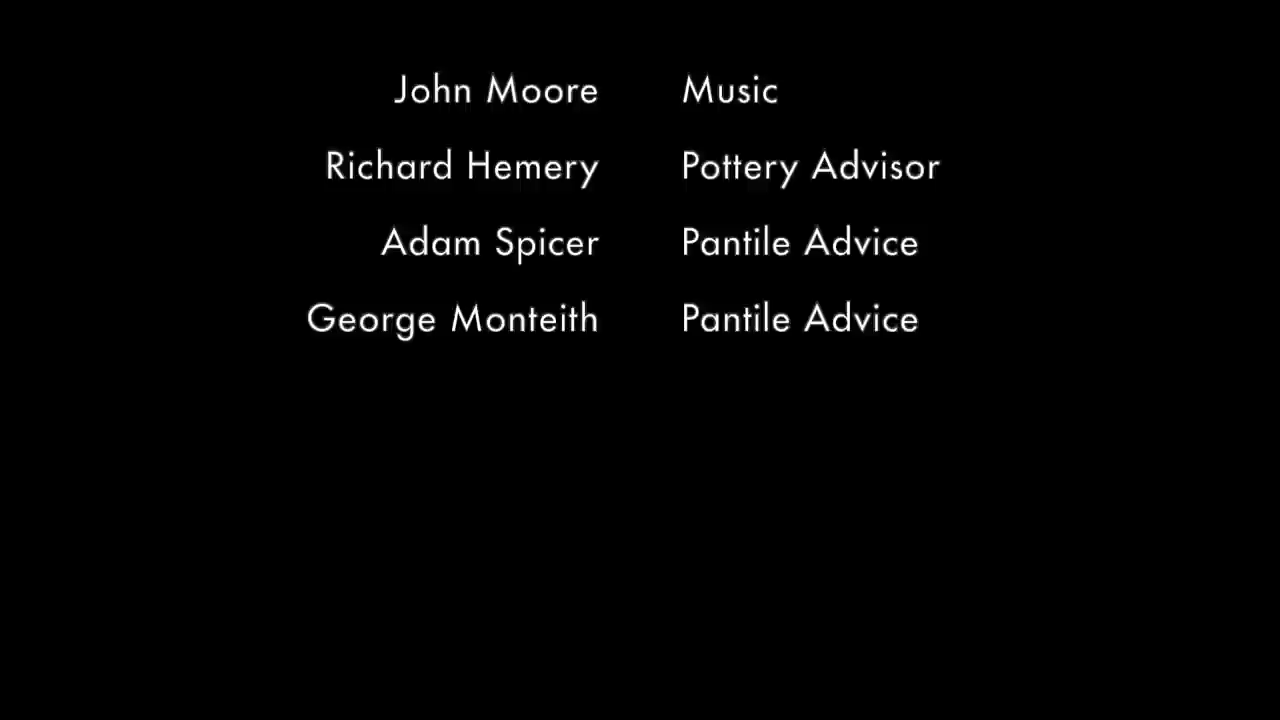 John Moore Music
Richard Hemery Pottery Advisor
Adam Spicer Pantile Advice
George Monteith Pantile Advice